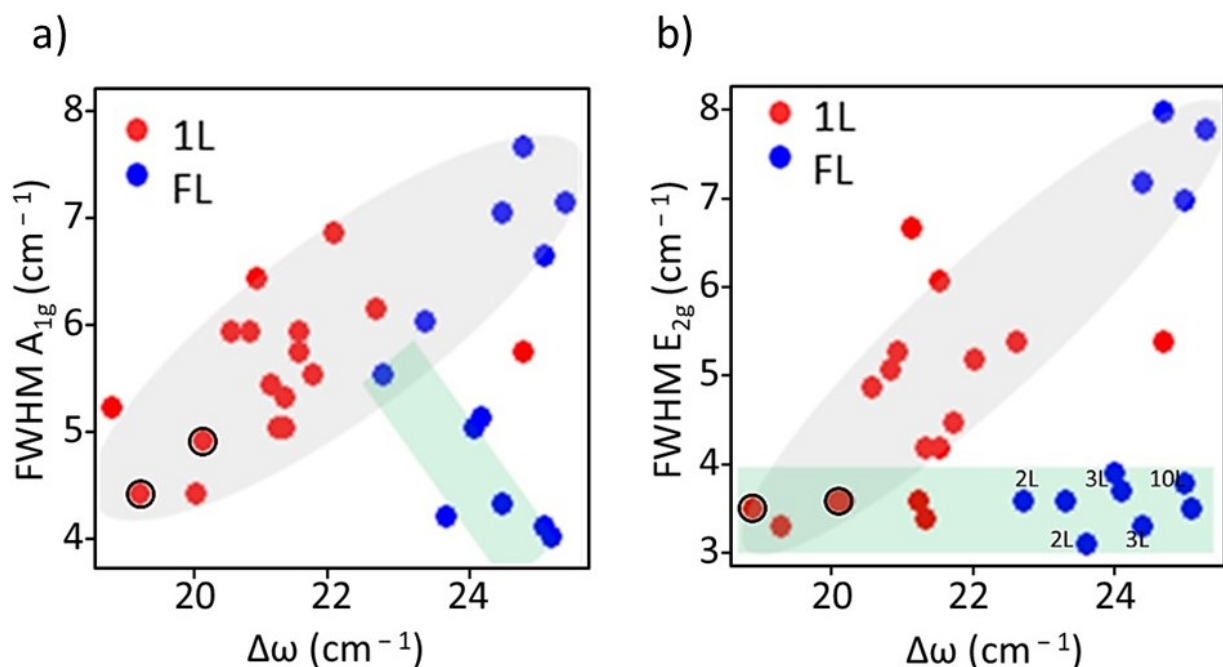 a)
8
7
6
5
4
20 22 24
FWHM A1g (cm − 1)
Δω (cm − 1)
1L
FL
b)
8
7
6
5
4
3
20 22 24
FWHM E2g (cm − 1)
Δω (cm − 1)
1L
FL
2L 3L 10L
2L 3L